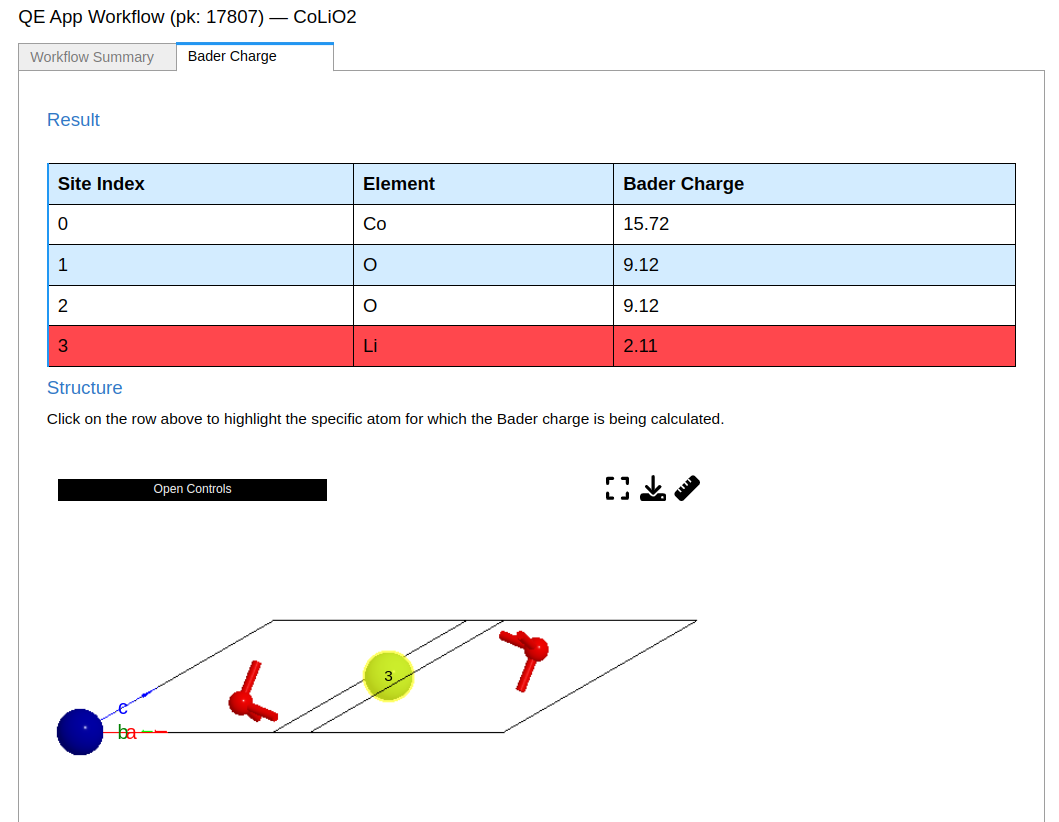 QE App Workflow (pk: 17807) — CoLiO2
Workflow Summary Bader Charge
Result
Site Index Element Bader Charge
0 Co 15.72
1 O 9.12
2 O 9.12
3 Li 2.11
Structure
Click on the row above to highlight the specific atom for which the Bader charge is being calculated.
Open Controls
3
c
b a